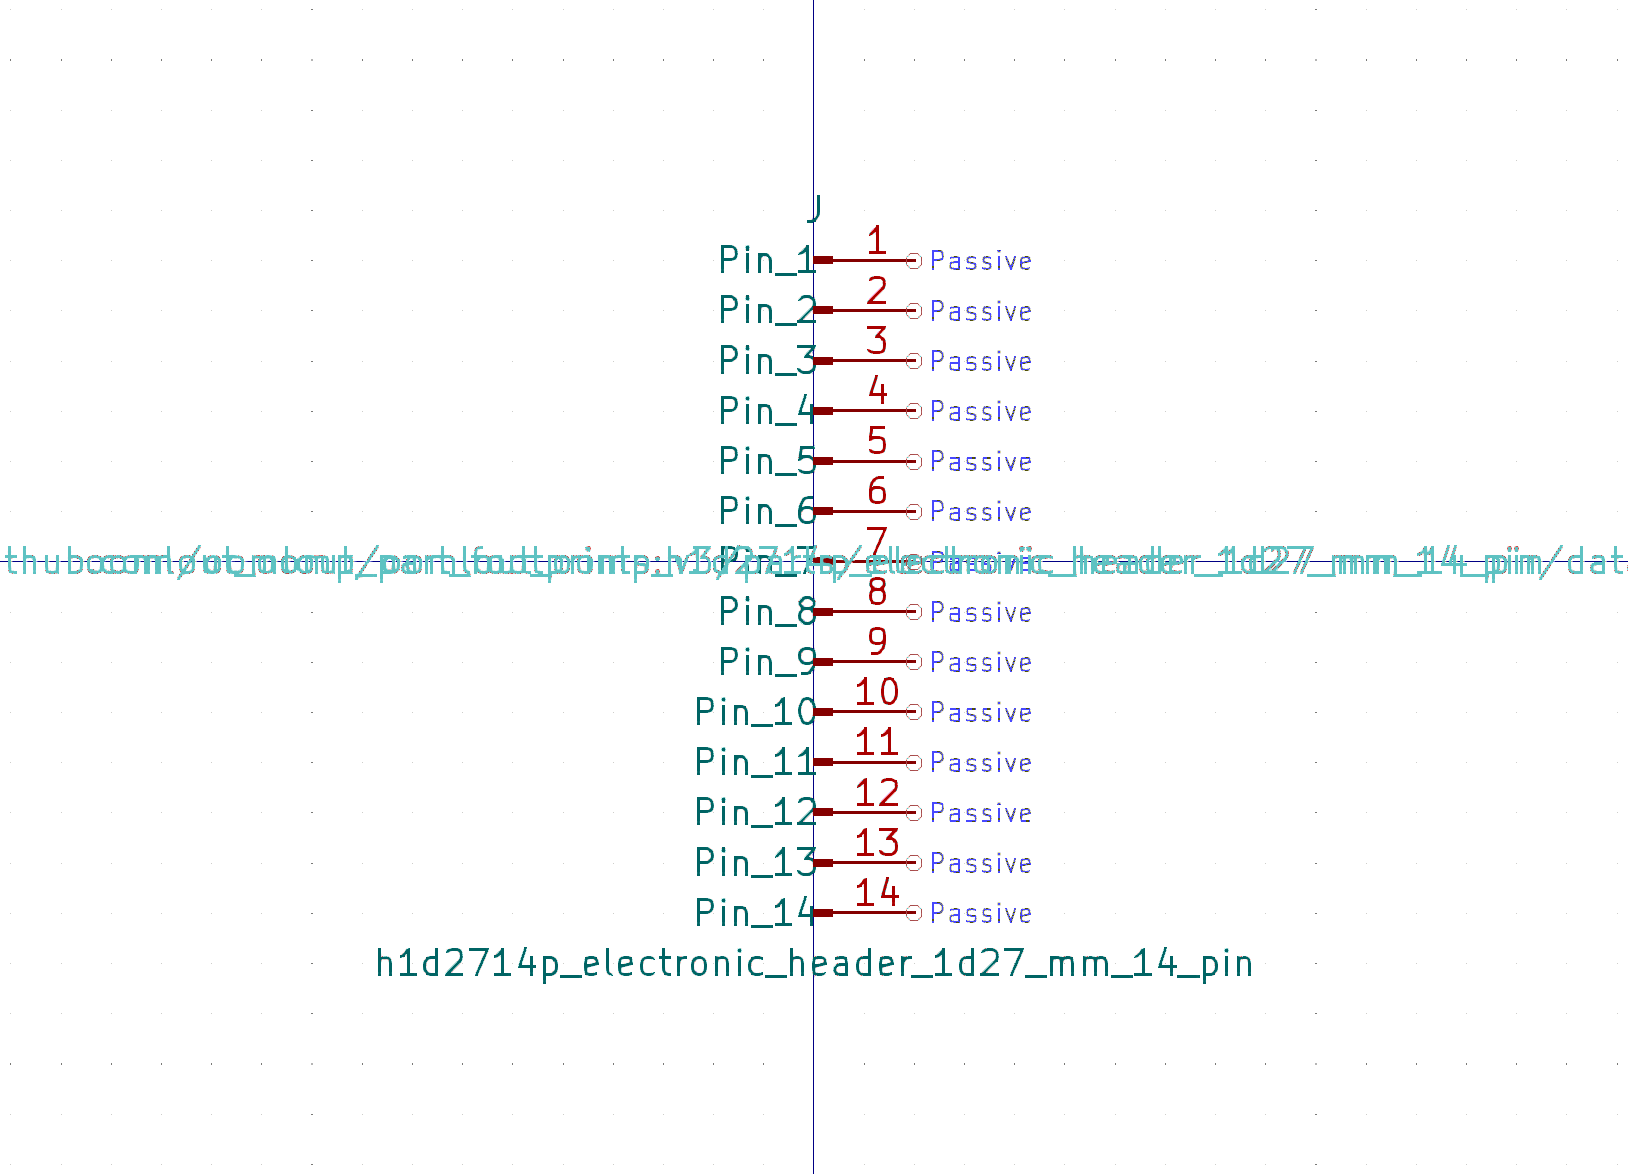 J
Pin_1 1 Passive
Pin_2 2 Passive
Pin_3 3 Passive
Pin_4 4 Passive
Pin_5 5 Passive
Pin_6 6 Passive
7
Pin_8 8 Passive
Pin_9 9 Passive
Pin_10 10 Passive
Pin_11 11 Passive
Pin_12 12 Passive
Pin_13 13 Passive
Pin_14 14 Passive
h1d2714p_electronic_header_1d27_mm_14_pin